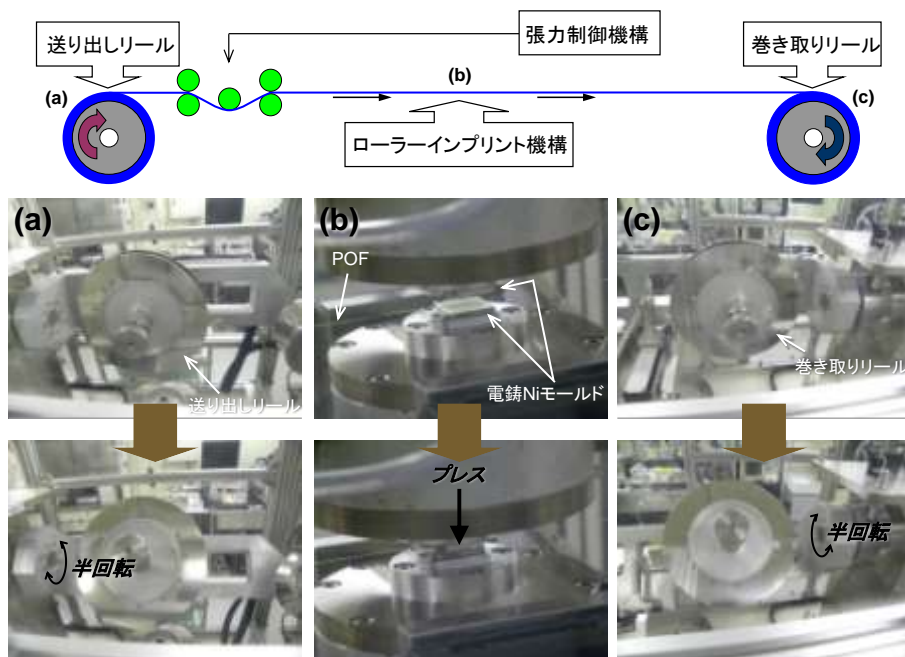 送り出しリール
張力制御機構
巻き取りリール
(a)
(b)
(c)
ローラーインプリント機構
(a)
(b)
(c)
POF
送り出しリール
電鋳Niモールド
巻き取りリール
プレス
半回転
半回転